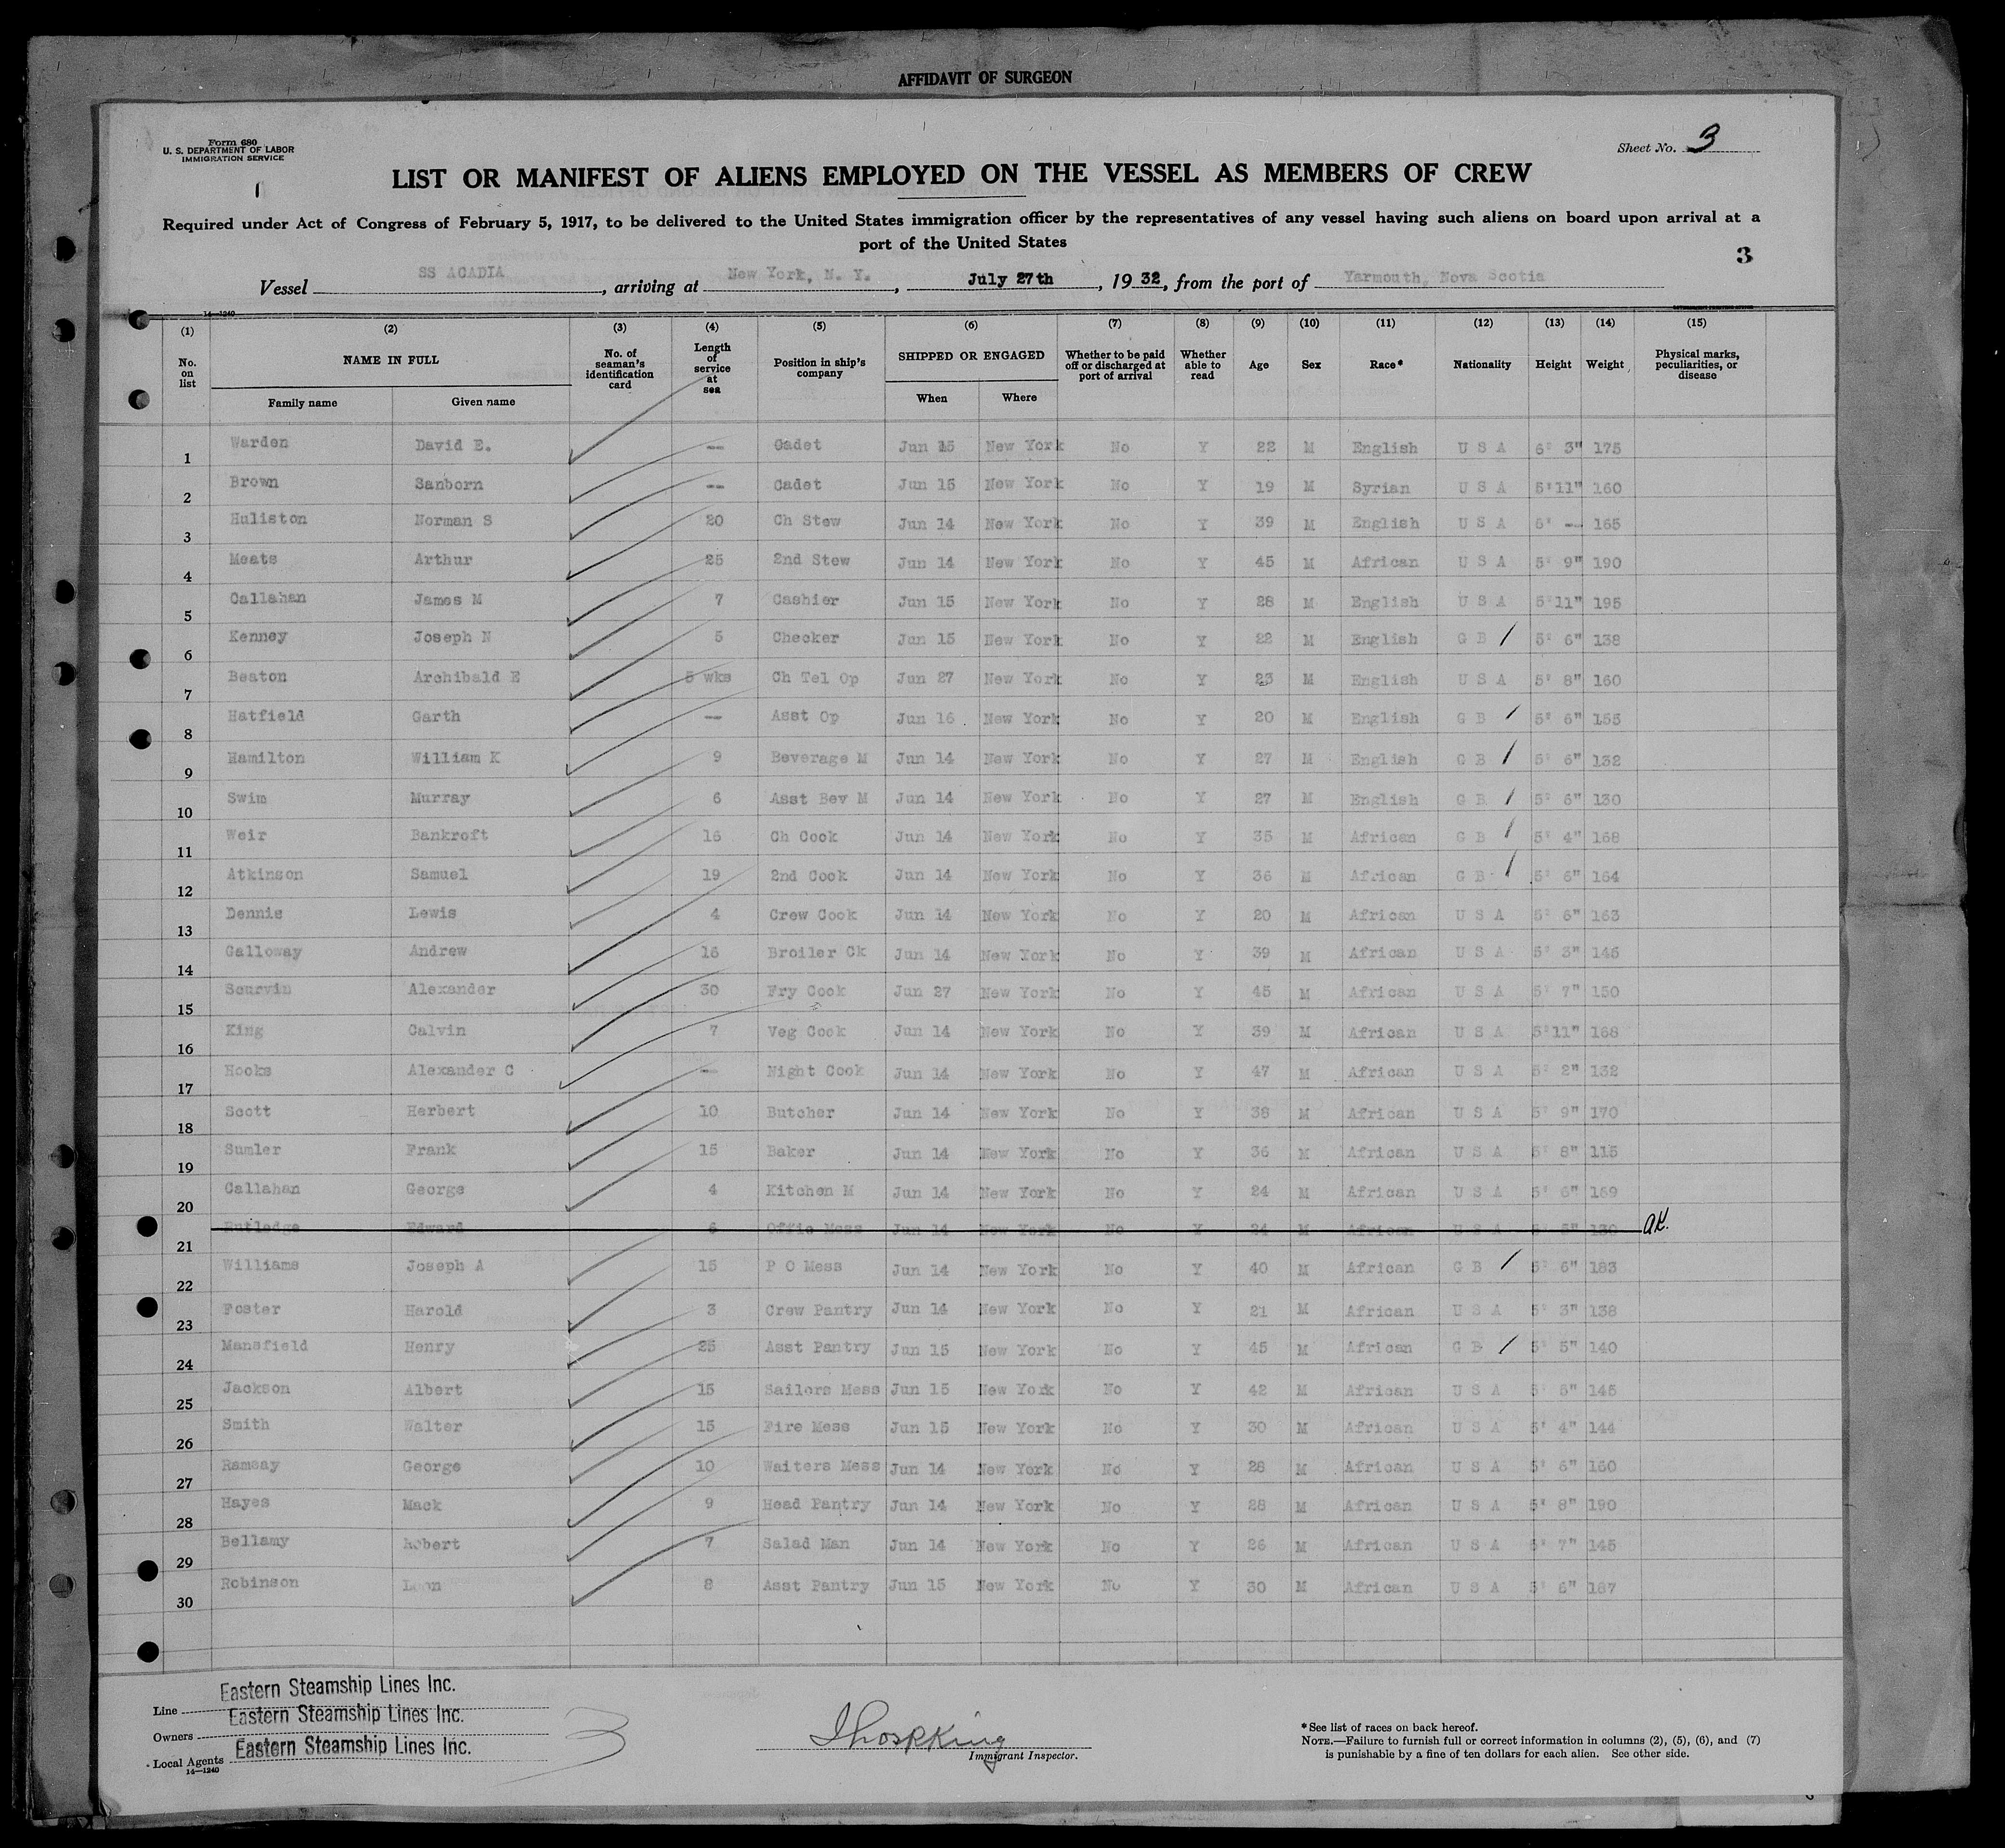 AFFIDAVIT OF SURGEON
Form 680
U. S. DEPARTMENT OF LABOR
IMMIGRATION SERVICE
Sheet No. 3
1
LIST OR MANIFEST OF ALIENS EMPLOYED ON THE VESSEL AS MEMBERS OF CREW
Required under Act of Congress of February 5, 1917, to be delivered to the United States immigration officer by the representatives of any vessel having such aliens on board upon arrival at a
port of the United States
3
Vessel SS ACADIA, arriving at New York, N. Y., July 27th, 1932, from the port of Yarmouth, Nova Scotia
14—1240
(1) (2) (3) (4) (5) (6) (7) (8) (9) (10) (11) (12) (13) (14) (15)
No. on list NAME IN FULL Family name Given name No. of seaman's identification card Length of service at sea Position in ship's company SHIPPED OR ENGAGED When Where Whether to be paid off or discharged at port of arrival Whether able to read Age Sex Race* Nationality Height Weight Physical marks, peculiarities, or disease
1 Warden David E. -- Cadet Jun 15 New York No Y 22 M English U S A 6' 3" 175
2 Brown Sanborn -- Cadet Jun 15 New York No Y 19 M Syrian U S A 5'11" 160
3 Huliston Norman S 20 Ch Stew Jun 14 New York No Y 39 M English U S A 6' -- 165
4 Meats Arthur 25 2nd Stew Jun 14 New York No Y 45 M African U S A 5' 9" 190
5 Callahan James M 7 Cashier Jun 15 New York No Y 28 M English U S A 5'11" 195
6 Kenney Joseph N 5 Checker Jun 15 New York No Y 22 M English G B / 5' 6" 138
7 Beaton Archibald E 5 wks Ch Tel Op Jun 27 New York No Y 23 M English U S A 5' 8" 160
8 Hatfield Garth -- Asst Op Jun 16 New York No Y 20 M English G B / 5' 6" 155
9 Hamilton William K 9 Beverage M Jun 14 New York No Y 27 M English G B / 5' 6" 132
10 Swim Murray 6 Asst Bev M Jun 14 New York No Y 27 M English G B / 5' 6" 130
11 Weir Bankroft 16 Ch Cook Jun 14 New York No Y 35 M African G B / 5' 4" 168
12 Atkinson Samuel 19 2nd Cook Jun 14 New York No Y 36 M African G B / 5' 6" 164
13 Dennis Lewis 4 Crew Cook Jun 14 New York No Y 20 M African U S A 5' 6" 163
14 Galloway Andrew 16 Broiler Ck Jun 14 New York No Y 39 M African U S A 5' 3" 145
15 Scurvin Alexander 30 Fry Cook Jun 27 New York No Y 45 M African U S A 5' 7" 150
16 King Calvin 7 Veg Cook Jun 14 New York No Y 39 M African U S A 5'11" 168
17 Hooks Alexander C -- Night Cook Jun 14 New York No Y 47 M African U S A 5' 2" 132
18 Scott Herbert 10 Butcher Jun 14 New York No Y 38 M African U S A 5' 9" 170
19 Sumler Frank 15 Baker Jun 14 New York No Y 36 M African U S A 5' 8" 115
20 Callahan George 4 Kitchen M Jun 14 New York No Y 24 M African U S A 5' 6" 169
21 Rutledge Edward 6 Offic Mess Jun 14 New York No Y 24 M African U S A 130
22 Williams Joseph A 15 P O Mess Jun 14 New York No Y 40 M African G B / 5' 6" 183
23 Foster Harold 3 Crew Pantry Jun 14 New York No Y 21 M African U S A 5' 3" 138
24 Mansfield Henry 25 Asst Pantry Jun 15 New York No Y 45 M African G B / 5' 5" 140
25 Jackson Albert 15 Sailors Mess Jun 15 New York No Y 42 M African U S A 145
26 Smith Walter 15 Fire Mess Jun 15 New York No Y 30 M African U S A 5' 4" 144
27 Ramsay George 10 Waiters Mess Jun 14 New York No Y 28 M African U S A 5' 6" 160
28 Hayes Mack 9 Head Pantry Jun 14 New York No Y 28 M African U S A 5' 8" 190
29 Bellamy Robert 7 Salad Man Jun 14 New York No Y 26 M African U S A 5' 7" 145
30 Robinson Leon 8 Asst Pantry Jun 15 New York No Y 30 M African U S A 5' 6" 167
Line Eastern Steamship Lines Inc.
Owners Eastern Steamship Lines Inc.
Local Agents Eastern Steamship Lines Inc.
14—1240
3
Immigrant Inspector.
*See list of races on back hereof.
NOTE.—Failure to furnish full or correct information in columns (2), (5), (6), and (7)
is punishable by a fine of ten dollars for each alien. See other side.